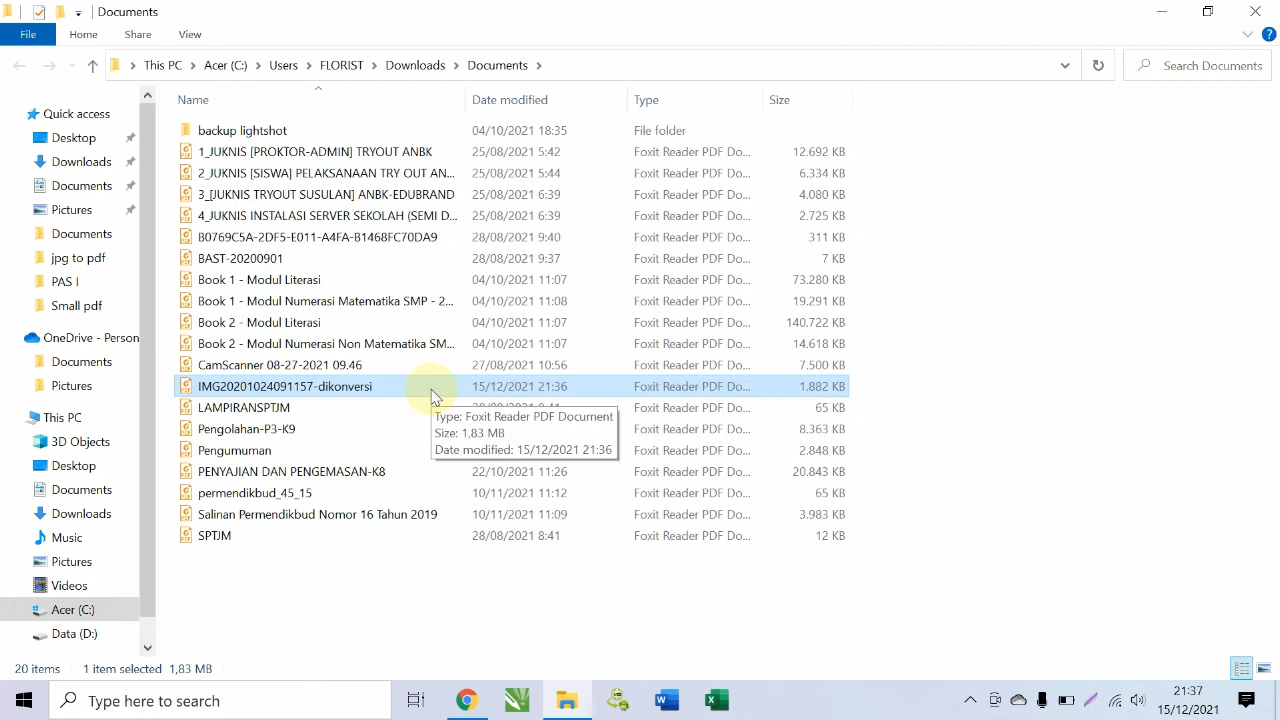 Documents
File Home Share View
This PC Acer (C:) Users FLORIST Downloads Documents Search Documents
Name Date modified Type Size
Quick access
Desktop
Downloads
Documents
Pictures
Documents
jpg to pdf
PAS I
Small pdf
OneDrive - Person
Documents
Pictures
This PC
3D Objects
Desktop
Documents
Downloads
Music
Pictures
Videos
Acer (C:)
Data (D:)
backup lightshot 04/10/2021 18:35 File folder
1_JUKNIS [PROKTOR-ADMIN] TRYOUT ANBK 25/08/2021 5:42 Foxit Reader PDF Do... 12.692 KB
2_JUKNIS [SISWA] PELAKSANAAN TRY OUT AN... 25/08/2021 5:44 Foxit Reader PDF Do... 6.334 KB
3_[JUKNIS TRYOUT SUSULAN] ANBK-EDUBRAND 25/08/2021 6:39 Foxit Reader PDF Do... 4.080 KB
4_JUKNIS INSTALASI SERVER SEKOLAH (SEMI D... 25/08/2021 6:39 Foxit Reader PDF Do... 2.725 KB
B0769C5A-2DF5-E011-A4FA-B1468FC70DA9 28/08/2021 9:40 Foxit Reader PDF Do... 311 KB
BAST-20200901 28/08/2021 9:37 Foxit Reader PDF Do... 7 KB
Book 1 - Modul Literasi 04/10/2021 11:07 Foxit Reader PDF Do... 73.280 KB
Book 1 - Modul Numerasi Matematika SMP - 2... 04/10/2021 11:08 Foxit Reader PDF Do... 19.291 KB
Book 2 - Modul Literasi 04/10/2021 11:07 Foxit Reader PDF Do... 140.722 KB
Book 2 - Modul Numerasi Non Matematika SM... 04/10/2021 11:07 Foxit Reader PDF Do... 14.618 KB
CamScanner 08-27-2021 09.46 27/08/2021 10:56 Foxit Reader PDF Do... 7.500 KB
IMG20201024091157-dikonversi 15/12/2021 21:36 Foxit Reader PDF Do... 1.882 KB
LAMPIRANSPTJM Foxit Reader PDF Do... 65 KB
Pengolahan-P3-K9 Foxit Reader PDF Do... 8.363 KB
Pengumuman Foxit Reader PDF Do... 2.848 KB
PENYAJIAN DAN PENGEMASAN-K8 22/10/2021 11:26 Foxit Reader PDF Do... 20.843 KB
permendikbud_45_15 10/11/2021 11:12 Foxit Reader PDF Do... 65 KB
Salinan Permendikbud Nomor 16 Tahun 2019 10/11/2021 11:09 Foxit Reader PDF Do... 3.983 KB
SPTJM 28/08/2021 8:41 Foxit Reader PDF Do... 12 KB
Type: Foxit Reader PDF Document
Size: 1,83 MB
Date modified: 15/12/2021 21:36
20 items 1 item selected 1,83 MB
Type here to search
21:37
15/12/2021